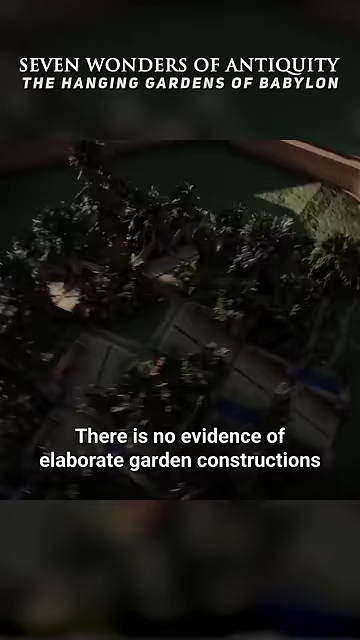 SEVEN WONDERS OF ANTIQUITY
THE HANGING GARDENS OF BABYLON
There is no evidence of
elaborate garden constructions